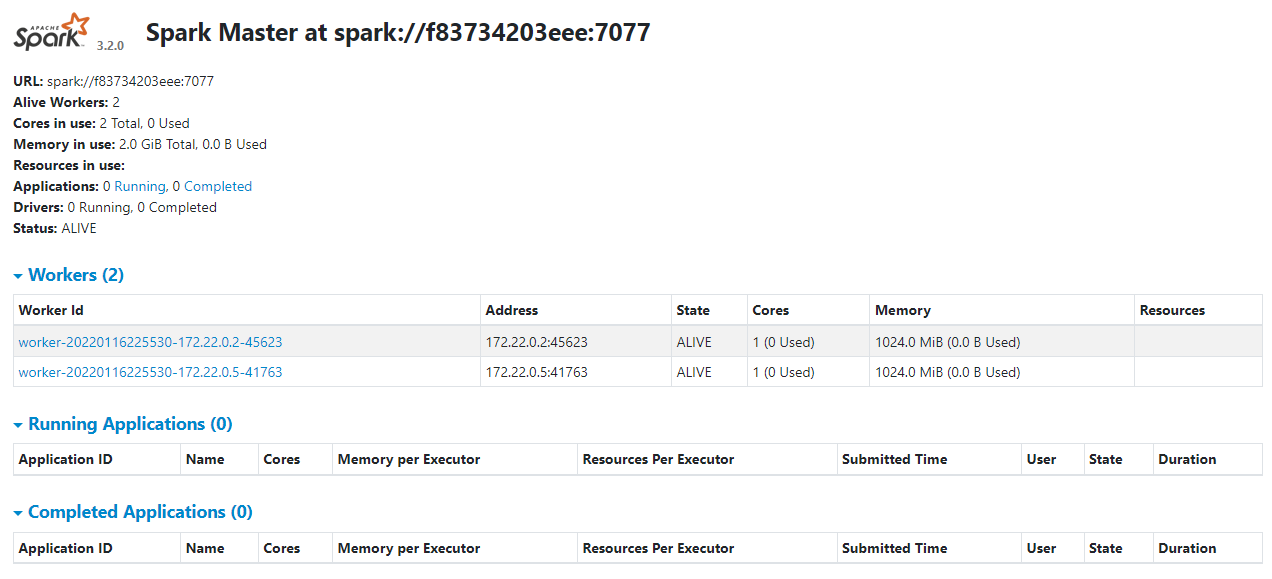 APACHE
Spark 3.2.0 Spark Master at spark://f83734203eee:7077
URL: spark://f83734203eee:7077
Alive Workers: 2
Cores in use: 2 Total, 0 Used
Memory in use: 2.0 GiB Total, 0.0 B Used
Resources in use:
Applications: 0 Running, 0 Completed
Drivers: 0 Running, 0 Completed
Status: ALIVE
Workers (2)
Worker Id Address State Cores Memory Resources
worker-20220116225530-172.22.0.2-45623 172.22.0.2:45623 ALIVE 1 (0 Used) 1024.0 MiB (0.0 B Used)
worker-20220116225530-172.22.0.5-41763 172.22.0.5:41763 ALIVE 1 (0 Used) 1024.0 MiB (0.0 B Used)
Running Applications (0)
Application ID Name Cores Memory per Executor Resources Per Executor Submitted Time User State Duration
Completed Applications (0)
Application ID Name Cores Memory per Executor Resources Per Executor Submitted Time User State Duration